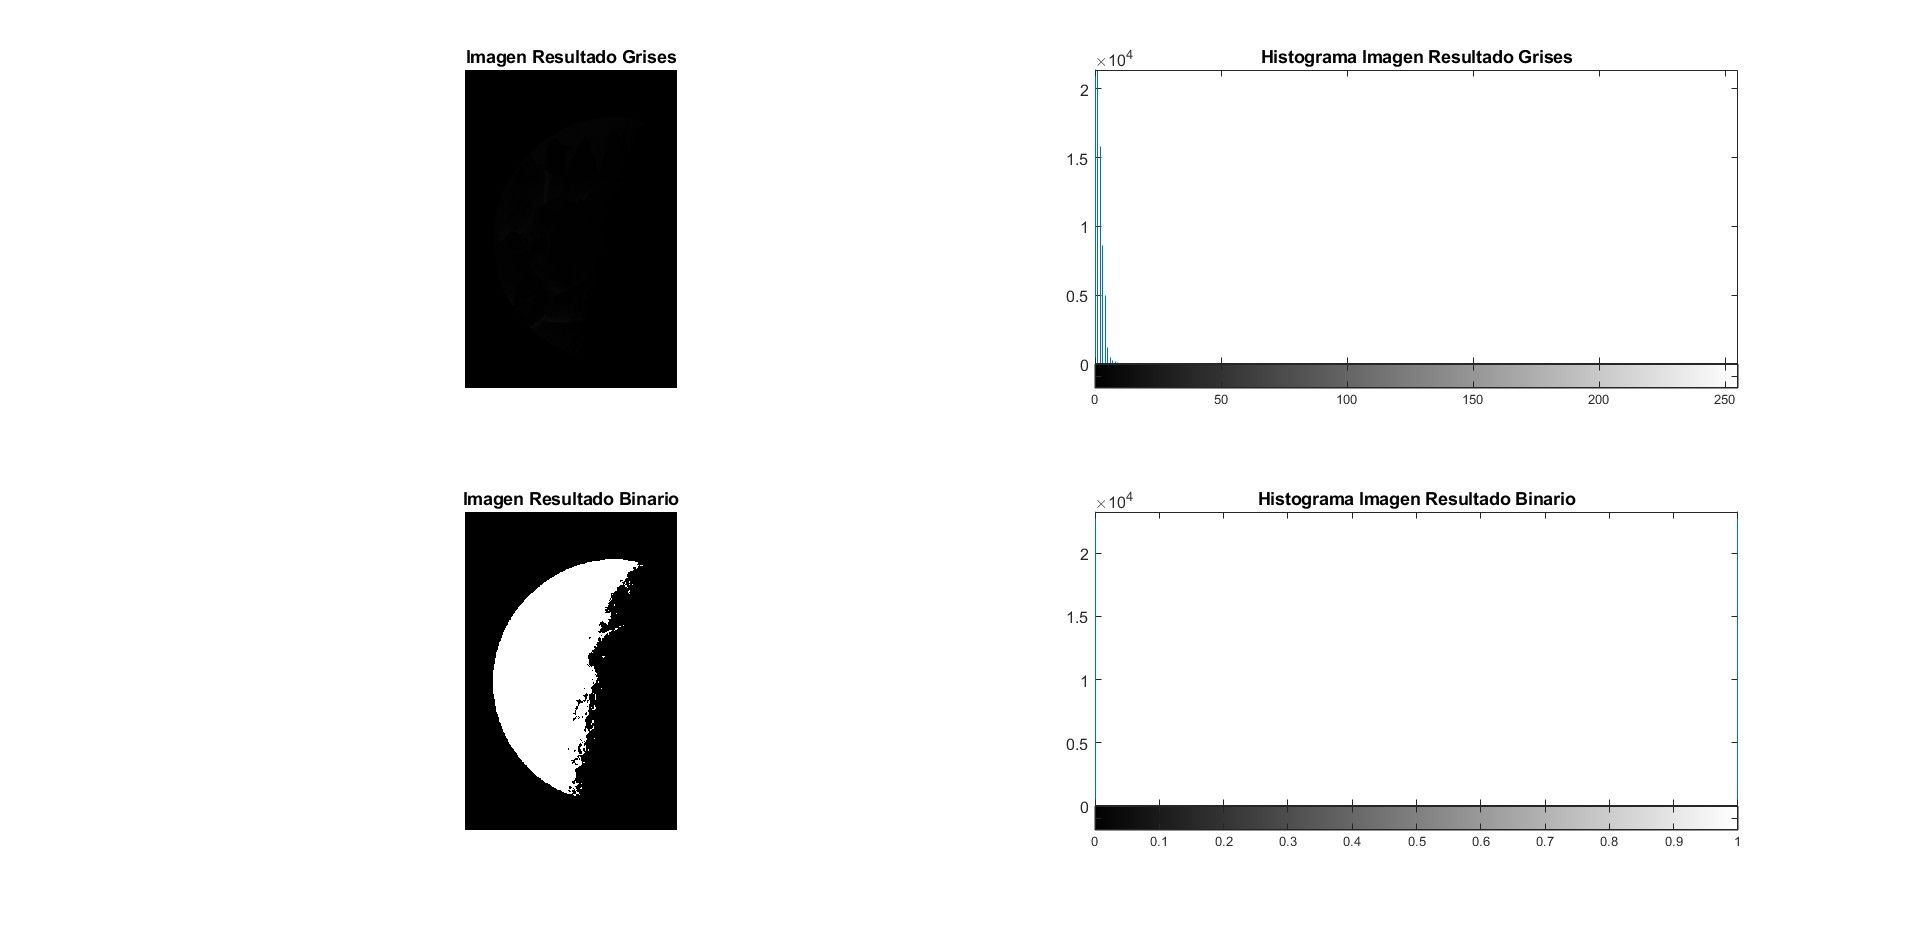 Imagen Resultado Grises
Histograma Imagen Resultado Grises
×10^4
2
1.5
1
0.5
0
0 50 100 150 200 250
Imagen Resultado Binario
Histograma Imagen Resultado Binario
×10^4
2
1.5
1
0.5
0
0 0.1 0.2 0.3 0.4 0.5 0.6 0.7 0.8 0.9 1